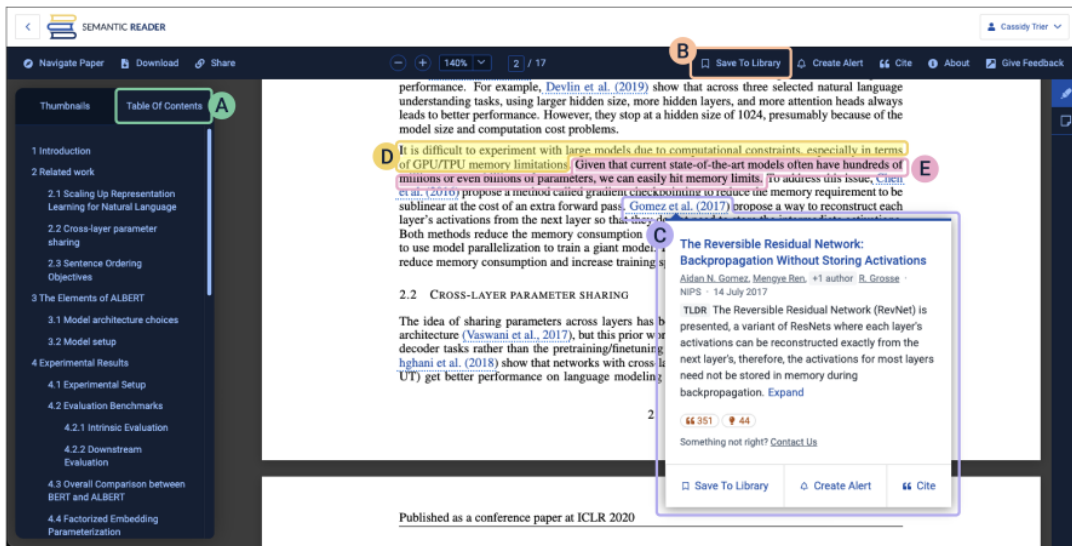 SEMANTIC READER
Cassidy Trier
Navigate Paper
Download
Share
140%
2 / 17
B
Save To Library
Create Alert
Cite
About
Give Feedback
Thumbnails
Table Of Contents
A
1 Introduction
2 Related work
2.1 Scaling Up Representation
Learning for Natural Language
2.2 Cross-layer parameter
sharing
2.3 Sentence Ordering
Objectives
3 The Elements of ALBERT
3.1 Model architecture choices
3.2 Model setup
4 Experimental Results
4.1 Experimental Setup
4.2 Evaluation Benchmarks
4.2.1 Intrinsic Evaluation
4.2.2 Downstream
Evaluation
4.3 Overall Comparison between
BERT and ALBERT
4.4 Factorized Embedding
Parameterization
performance. For example, Devlin et al. (2019) show that across three selected natural language
understanding tasks, using larger hidden size, more hidden layers, and more attention heads always
leads to better performance. However, they stop at a hidden size of 1024, presumably because of the
model size and computation cost problems.
D
It is difficult to experiment with large models due to computational constraints, especially in terms
of GPU/TPU memory limitations. Given that current state-of-the-art models often have hundreds of
E
millions or even billions of parameters, we can easily hit memory limits. To address this issue, Chen
et al. (2016) propose a method called gradient checkpointing to reduce the memory requirement to be
sublinear at the cost of an extra forward pass. Gomez et al. (2017) propose a way to reconstruct each
layer's activations from the next layer so that they do not need to store the intermediate activations.
Both methods reduce the memory consumption
to use model parallelization to train a giant model.
reduce memory consumption and increase training
2.2 CROSS-LAYER PARAMETER SHARING
The idea of sharing parameters across layers has
architecture (Vaswani et al., 2017), but this prior
decoder tasks rather than the pretraining/finetuning
hghani et al. (2018) show that networks with
UT) get better performance on language modeling
2
C
The Reversible Residual Network:
Backpropagation Without Storing Activations
Aidan N. Gomez, Mengye Ren, +1 author R. Grosse ·
NIPS · 14 July 2017
TLDR The Reversible Residual Network (RevNet) is
presented, a variant of ResNets where each layer's
activations can be reconstructed exactly from the
next layer's, therefore, the activations for most layers
need not be stored in memory during
backpropagation. Expand
351
44
Something not right? Contact Us
Save To Library
Create Alert
Cite
Published as a conference paper at ICLR 2020